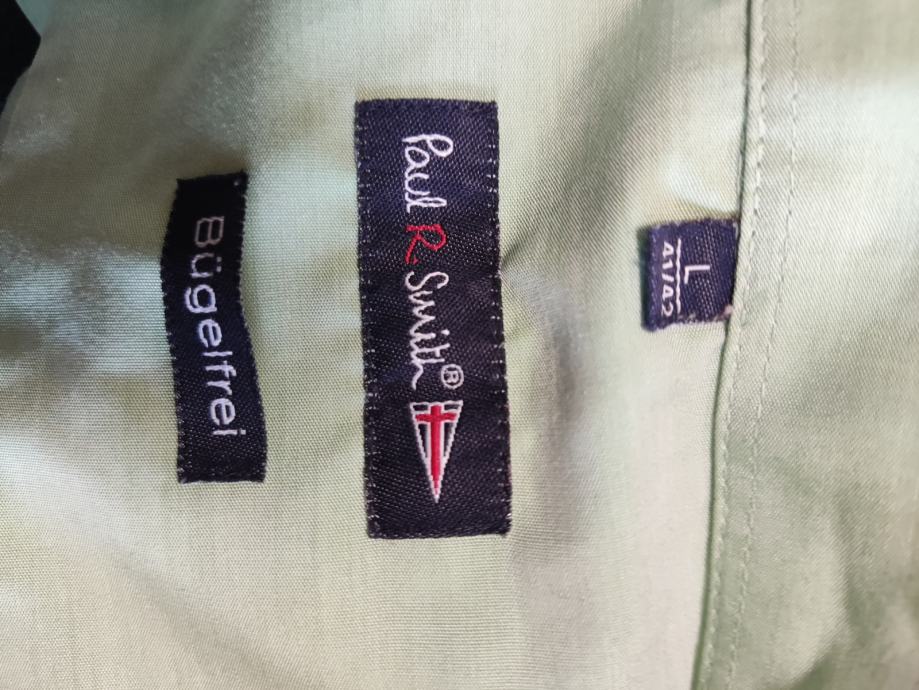 L
41/42
Paul R. Smith®
Bügelfrei